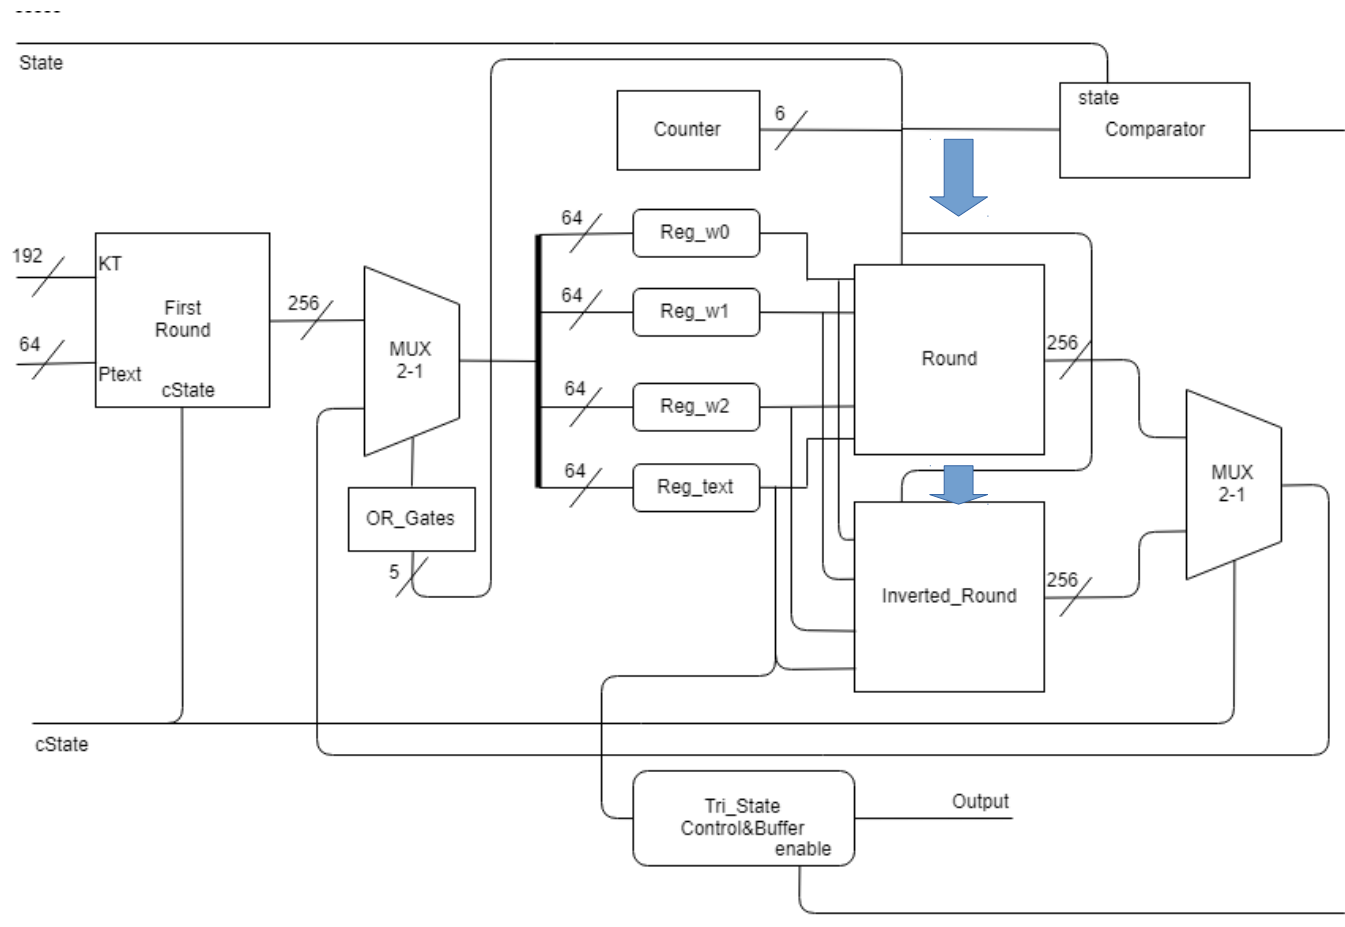 State
state
Comparator
Counter
6
64
Reg_w0
192
KT
First
Round
256
64
Reg_w1
64
Ptext
cState
MUX
2-1
Round
256
64
Reg_w2
64
Reg_text
MUX
2-1
OR_Gates
5
Inverted_Round
256
cState
Tri_State
Control&Buffer
enable
Output